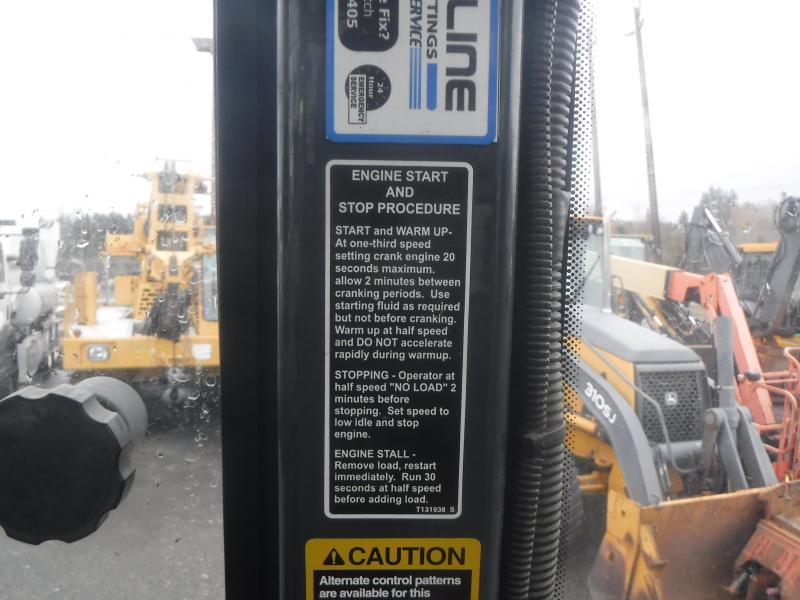 LINE
TTINGS
SERVICE
e Fix?
tch
405
24
Hour
EMERGENCY
SERVICE
ENGINE START
AND
STOP PROCEDURE
START and WARM UP-
At one-third speed
setting crank engine 20
seconds maximum.
allow 2 minutes between
cranking periods. Use
starting fluid as required
but not before cranking.
Warm up at half speed
and DO NOT accelerate
rapidly during warmup.
STOPPING - Operator at
half speed "NO LOAD" 2
minutes before
stopping. Set speed to
low idle and stop
engine.
ENGINE STALL -
Remove load, restart
immediately. Run 30
seconds at half speed
before adding load.
T131938 S
CAUTION
Alternate control patterns
are available for this
310SJ